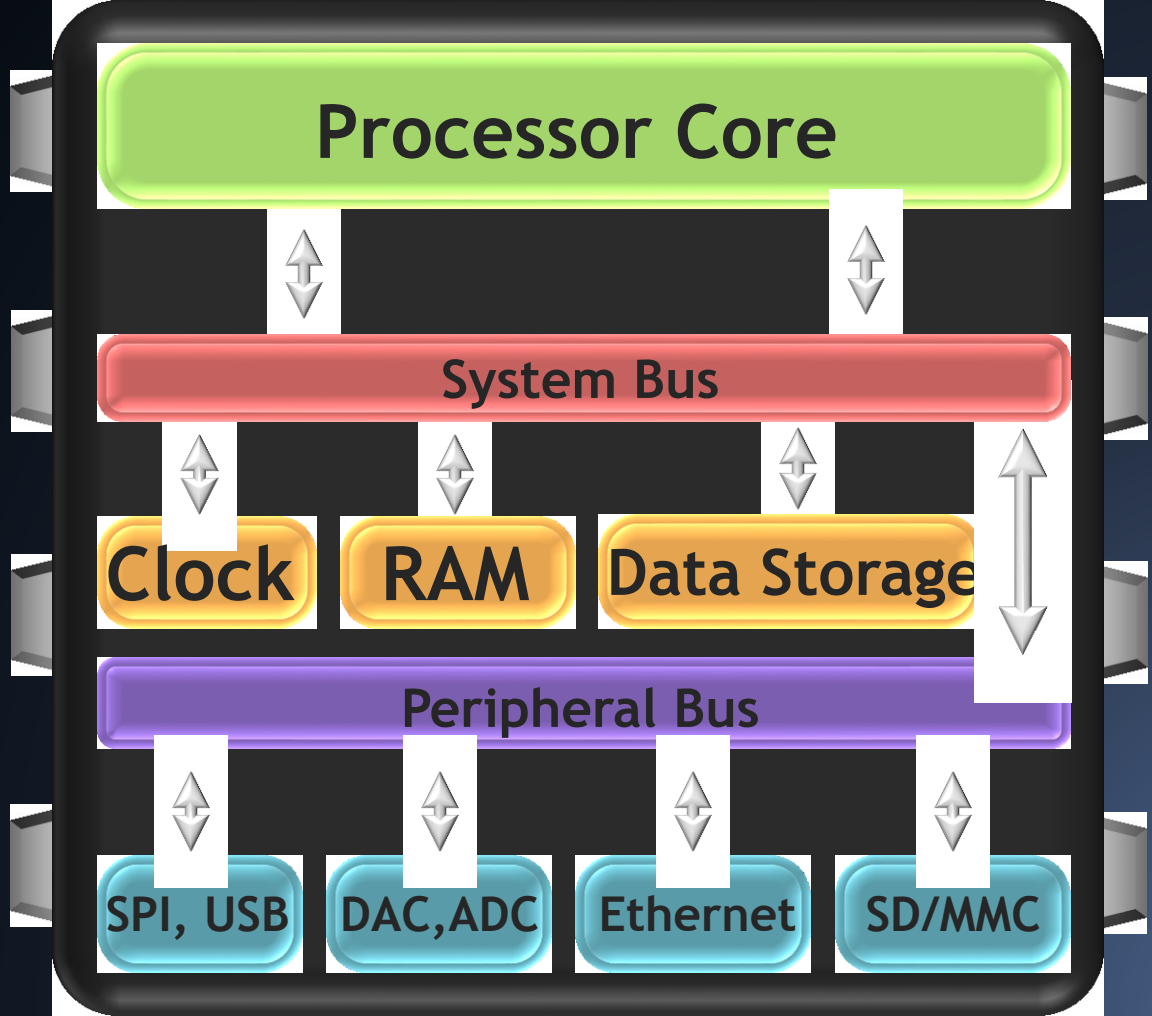 Processor Core
System Bus
Clock RAM Data Storage
Peripheral Bus
SPI, USB DAC,ADC Ethernet SD/MMC